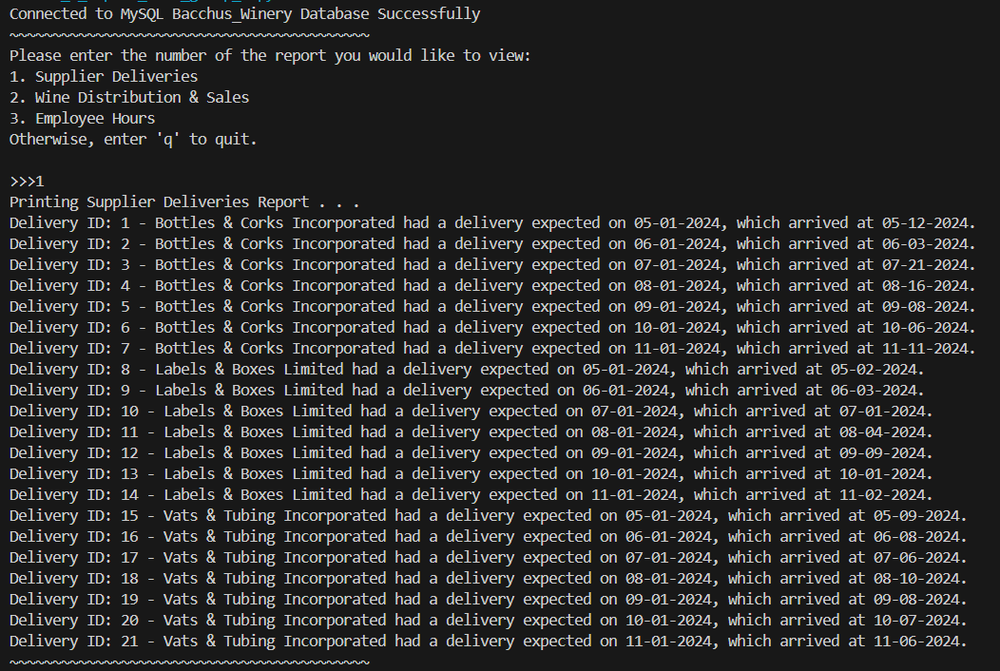 Connected to MySQL Bacchus_Winery Database Successfully
~~~~~~~~~~~~~~~~~~~~~~~~~~~~~~~~~~~~~~~~~~
Please enter the number of the report you would like to view:
1. Supplier Deliveries
2. Wine Distribution & Sales
3. Employee Hours
Otherwise, enter 'q' to quit.
>>>1
Printing Supplier Deliveries Report . . .
Delivery ID: 1 - Bottles & Corks Incorporated had a delivery expected on 05-01-2024, which arrived at 05-12-2024.
Delivery ID: 2 - Bottles & Corks Incorporated had a delivery expected on 06-01-2024, which arrived at 06-03-2024.
Delivery ID: 3 - Bottles & Corks Incorporated had a delivery expected on 07-01-2024, which arrived at 07-21-2024.
Delivery ID: 4 - Bottles & Corks Incorporated had a delivery expected on 08-01-2024, which arrived at 08-16-2024.
Delivery ID: 5 - Bottles & Corks Incorporated had a delivery expected on 09-01-2024, which arrived at 09-08-2024.
Delivery ID: 6 - Bottles & Corks Incorporated had a delivery expected on 10-01-2024, which arrived at 10-06-2024.
Delivery ID: 7 - Bottles & Corks Incorporated had a delivery expected on 11-01-2024, which arrived at 11-11-2024.
Delivery ID: 8 - Labels & Boxes Limited had a delivery expected on 05-01-2024, which arrived at 05-02-2024.
Delivery ID: 9 - Labels & Boxes Limited had a delivery expected on 06-01-2024, which arrived at 06-03-2024.
Delivery ID: 10 - Labels & Boxes Limited had a delivery expected on 07-01-2024, which arrived at 07-01-2024.
Delivery ID: 11 - Labels & Boxes Limited had a delivery expected on 08-01-2024, which arrived at 08-04-2024.
Delivery ID: 12 - Labels & Boxes Limited had a delivery expected on 09-01-2024, which arrived at 09-09-2024.
Delivery ID: 13 - Labels & Boxes Limited had a delivery expected on 10-01-2024, which arrived at 10-01-2024.
Delivery ID: 14 - Labels & Boxes Limited had a delivery expected on 11-01-2024, which arrived at 11-02-2024.
Delivery ID: 15 - Vats & Tubing Incorporated had a delivery expected on 05-01-2024, which arrived at 05-09-2024.
Delivery ID: 16 - Vats & Tubing Incorporated had a delivery expected on 06-01-2024, which arrived at 06-08-2024.
Delivery ID: 17 - Vats & Tubing Incorporated had a delivery expected on 07-01-2024, which arrived at 07-06-2024.
Delivery ID: 18 - Vats & Tubing Incorporated had a delivery expected on 08-01-2024, which arrived at 08-10-2024.
Delivery ID: 19 - Vats & Tubing Incorporated had a delivery expected on 09-01-2024, which arrived at 09-08-2024.
Delivery ID: 20 - Vats & Tubing Incorporated had a delivery expected on 10-01-2024, which arrived at 10-07-2024.
Delivery ID: 21 - Vats & Tubing Incorporated had a delivery expected on 11-01-2024, which arrived at 11-06-2024.
~~~~~~~~~~~~~~~~~~~~~~~~~~~~~~~~~~~~~~~~~~